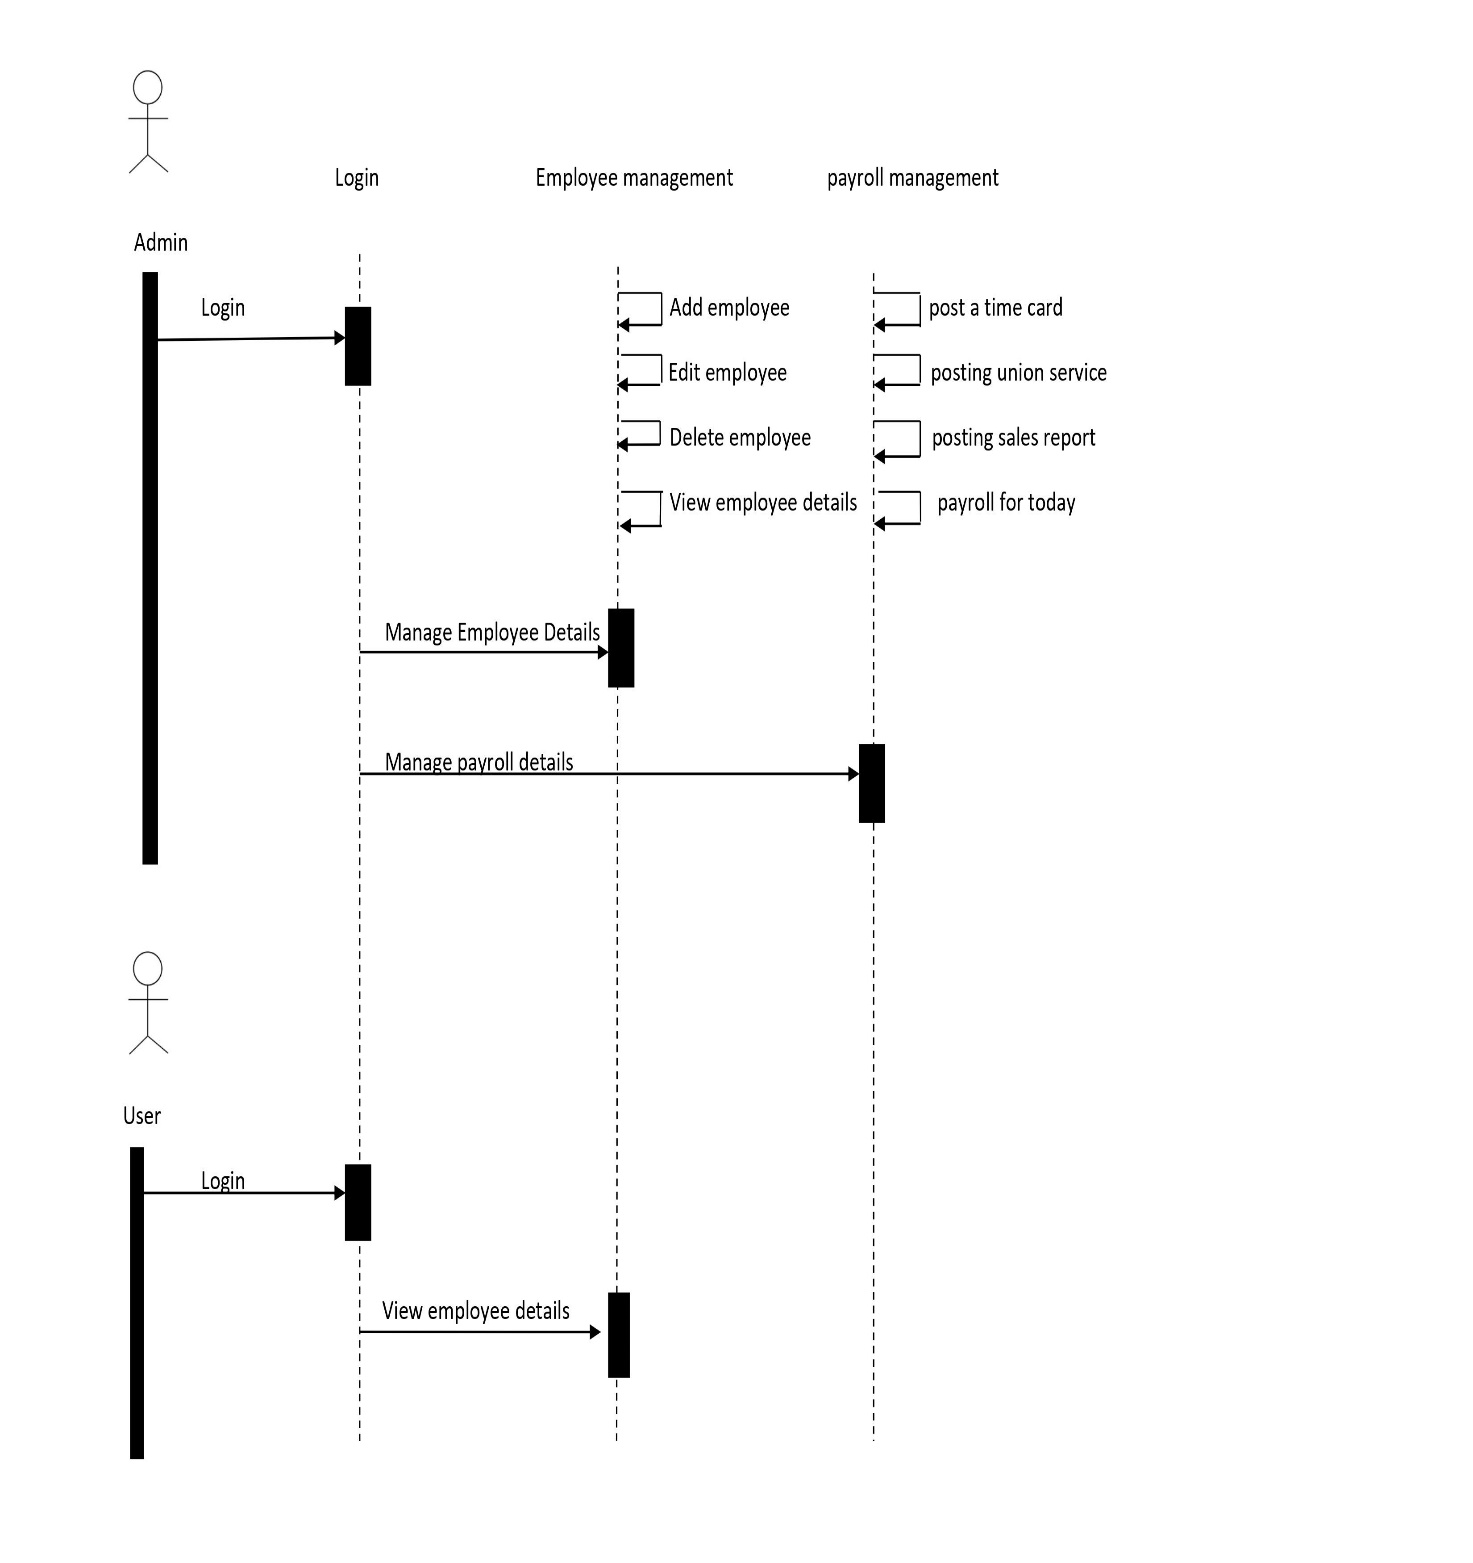 Login
Employee management
payroll management
Admin
Login
Add employee
post a time card
Edit employee
posting union service
Delete employee
posting sales report
View employee details
payroll for today
Manage Employee Details
Manage payroll details
User
Login
View employee details